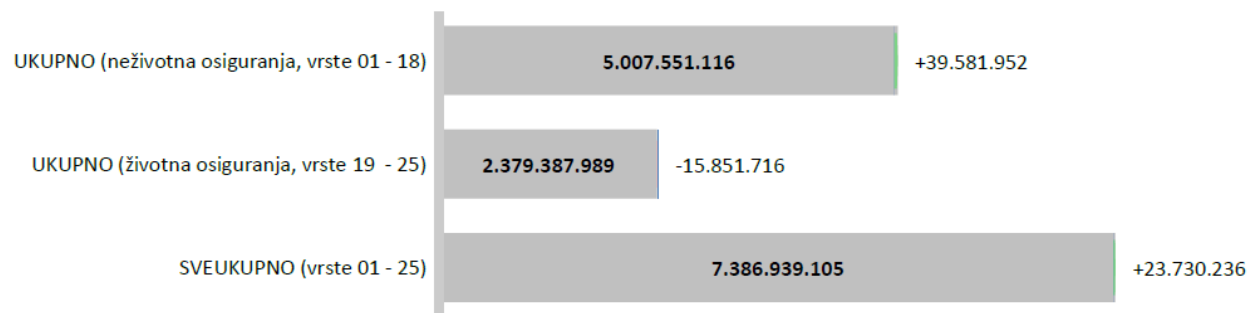 UKUPNO (neživotna osiguranja, vrste 01 - 18) 5.007.551.116 +39.581.952
UKUPNO (životna osiguranja, vrste 19 - 25) 2.379.387.989 -15.851.716
SVEUKUPNO (vrste 01 - 25) 7.386.939.105 +23.730.236